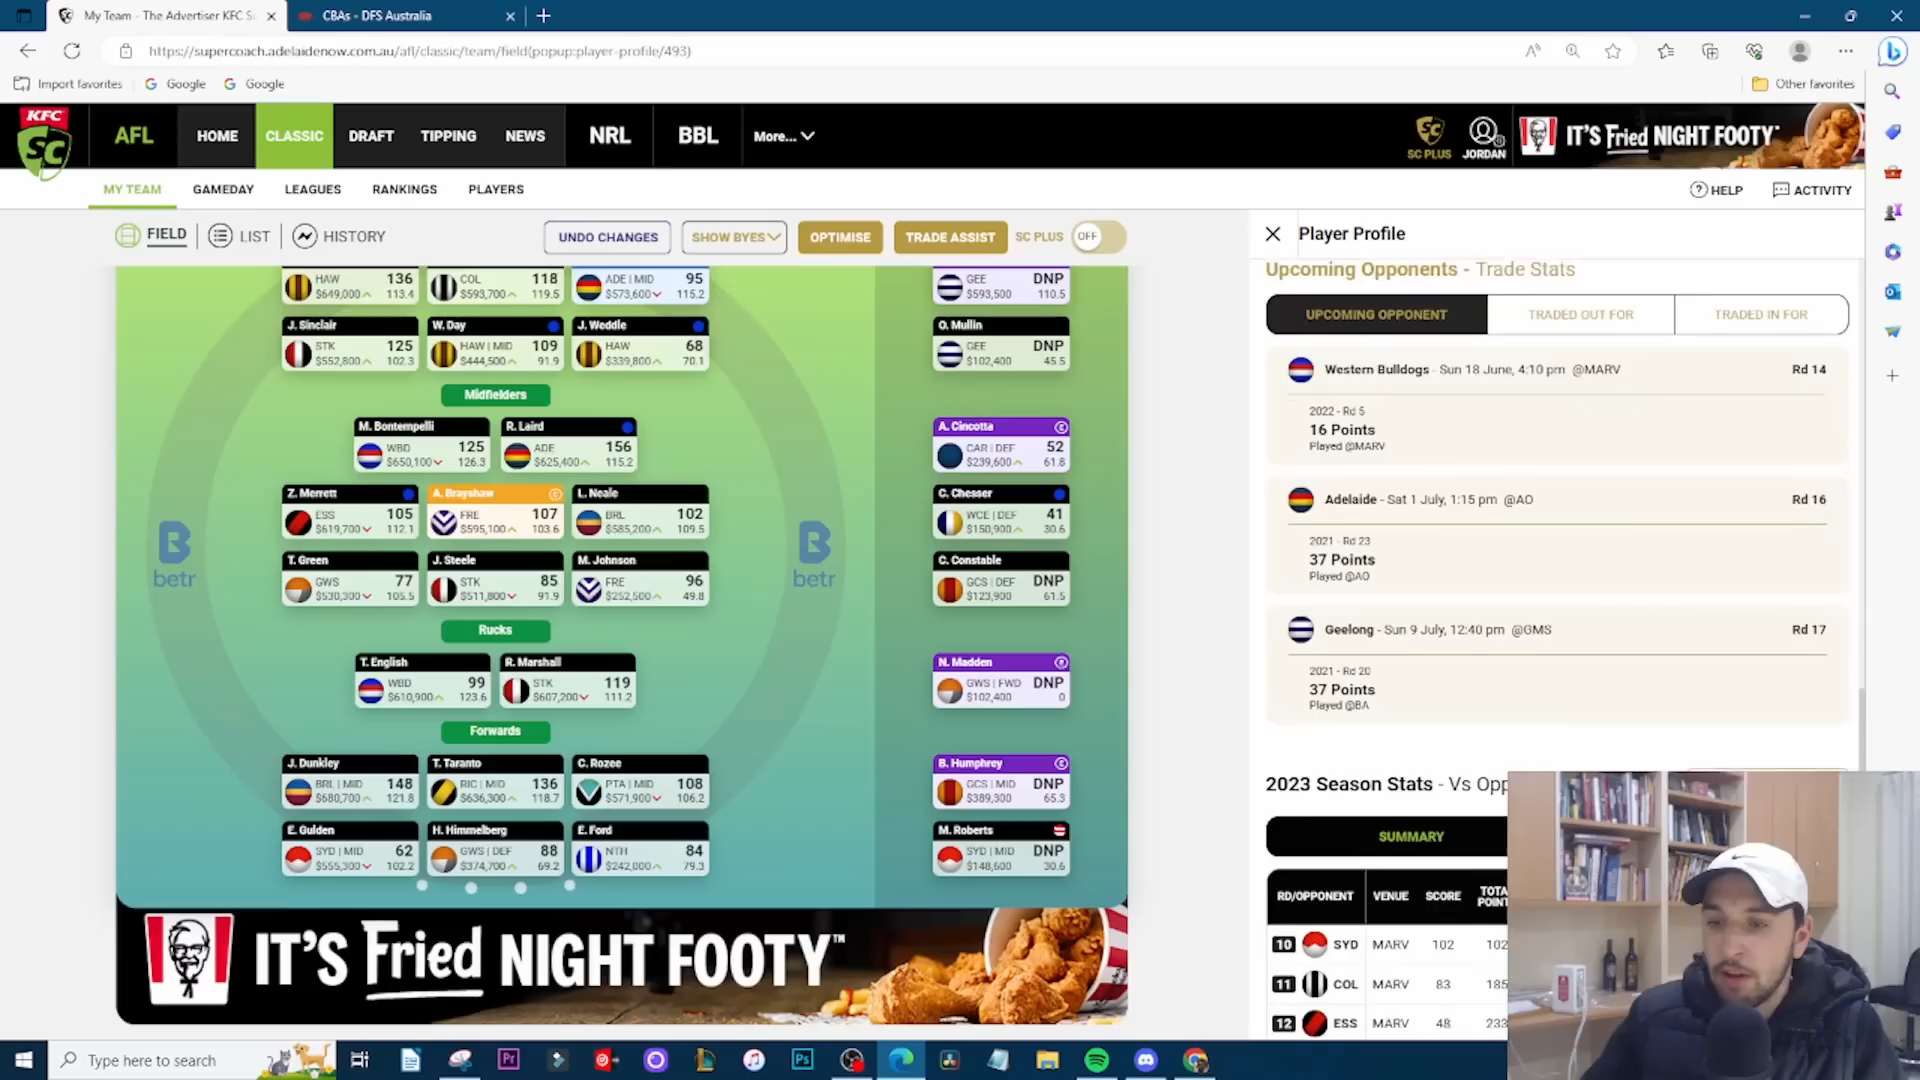 My Team - The Advertiser KFC S
CBAs - DFS Australia
https://supercoach.adelaidenow.com.au/afl/classic/team/field(popup:player-profile/493)
Import favorites
Google
Google
Other favorites
KFC
SC
AFL
HOME
CLASSIC
DRAFT
TIPPING
NEWS
NRL
BBL
More...
SC PLUS
JORDAN
IT'S Fried NIGHT FOOTY
MY TEAM
GAMEDAY
LEAGUES
RANKINGS
PLAYERS
HELP
ACTIVITY
FIELD
LIST
HISTORY
UNDO CHANGES
SHOW BYES
OPTIMISE
TRADE ASSIST
SC PLUS
OFF
HAW 136
$649,000 113.4
COL 118
$593,700 119.5
ADE | MID 95
$573,600 115.2
GEE DNP
$593,500 110.5
J. Sinclair
STK 125
$552,800 102.3
W. Day
HAW | MID 109
$444,500 91.9
J. Weddle
HAW 68
$339,800 70.1
O. Mullin
GEE DNP
$102,400 45.5
Midfielders
M. Bontempelli
WBD 125
$650,100 126.3
R. Laird
ADE 156
$625,400 115.2
A. Cincotta
CAR | DEF 52
$239,600 61.8
Z. Merrett
ESS 105
$619,700 112.1
A. Brayshaw
FRE 107
$595,100 103.6
L. Neale
BRL 102
$585,200 109.5
C. Chesser
WCE | DEF 41
$150,900 30.6
T. Green
GWS 77
$530,300 105.5
J. Steele
STK 85
$511,800 91.9
M. Johnson
FRE 96
$252,500 49.8
C. Constable
GCS | DEF DNP
$123,900 61.5
betr
betr
Rucks
T. English
WBD 99
$610,900 123.6
R. Marshall
STK 119
$607,200 111.2
N. Madden
GWS | FWD DNP
$102,400 0
Forwards
J. Dunkley
BRL | MID 148
$680,700 121.8
T. Taranto
RIC | MID 136
$636,300 118.7
C. Rozee
PTA | MID 108
$571,900 106.2
B. Humphrey
GCS | MID DNP
$389,300 65.3
E. Gulden
SYD | MID 62
$555,300 102.2
H. Himmelberg
GWS | DEF 88
$374,700 69.2
E. Ford
NTH 84
$242,000 79.3
M. Roberts
SYD | MID DNP
$148,600 30.6
KFC
IT'S Fried NIGHT FOOTY™
Player Profile
Upcoming Opponents - Trade Stats
UPCOMING OPPONENT
TRADED OUT FOR
TRADED IN FOR
Western Bulldogs - Sun 18 June, 4:10 pm @MARV Rd 14
2022 - Rd 5
16 Points
Played @MARV
Adelaide - Sat 1 July, 1:15 pm @AO Rd 16
2021 - Rd 23
37 Points
Played @AO
Geelong - Sun 9 July, 12:40 pm @GMS Rd 17
2021 - Rd 20
37 Points
Played @BA
2023 Season Stats - Vs Opp
SUMMARY
RD/OPPONENT VENUE SCORE TOTA POINT
10 SYD MARV 102 102
11 COL MARV 83 185
12 ESS MARV 48 233
Type here to search